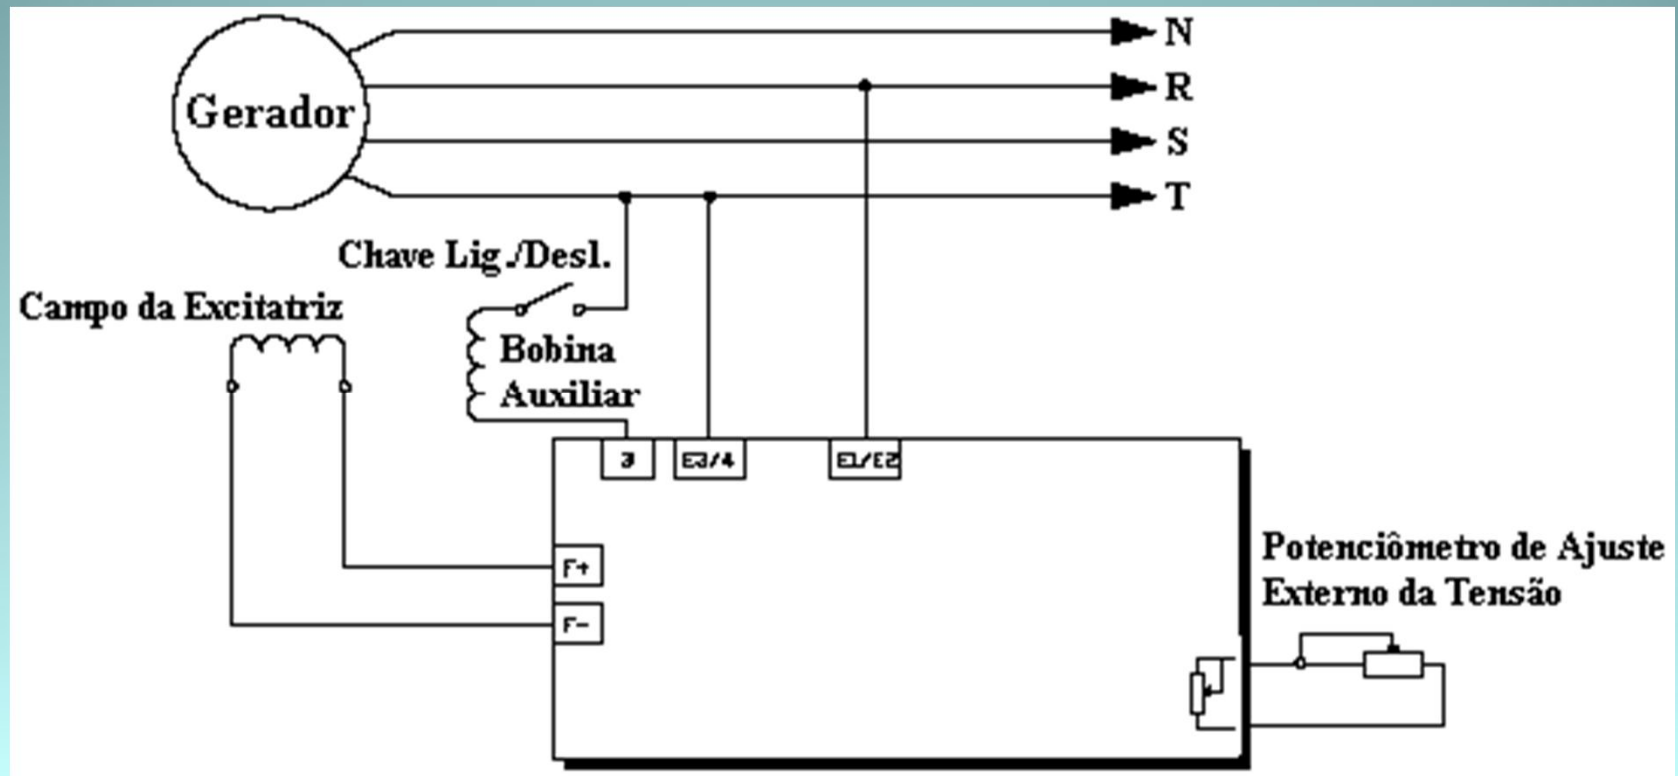 N
Gerador
R
S
T
Chave Lig./Desl.
Campo da Excitatriz
Bobina
Auxiliar
3
E3/4
E1/E2
F+
F-
Potenciômetro de Ajuste
Externo da Tensão